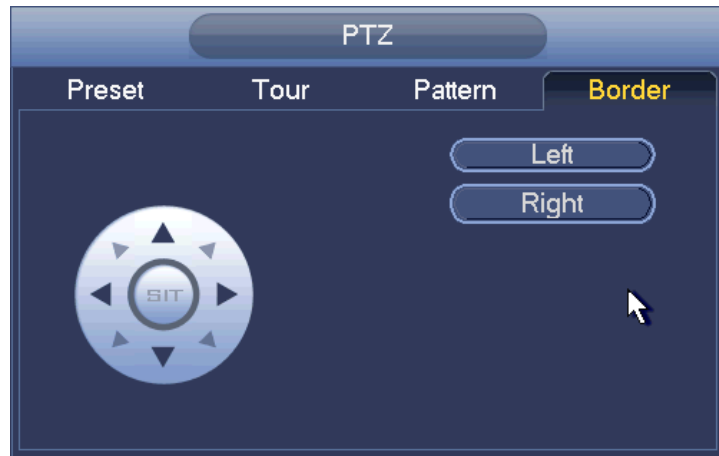 PTZ
Preset Tour Pattern Border
Left
Right
SIT